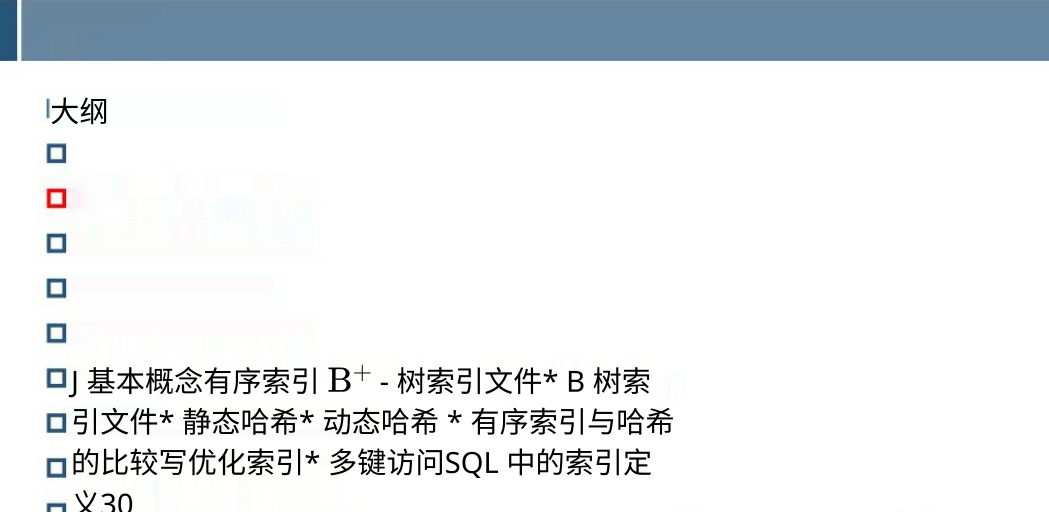 大纲
J 基本概念有序索引 B⁺ - 树索引文件* B 树索
引文件* 静态哈希* 动态哈希 * 有序索引与哈希
的比较写优化索引* 多键访问SQL 中的索引定
义30